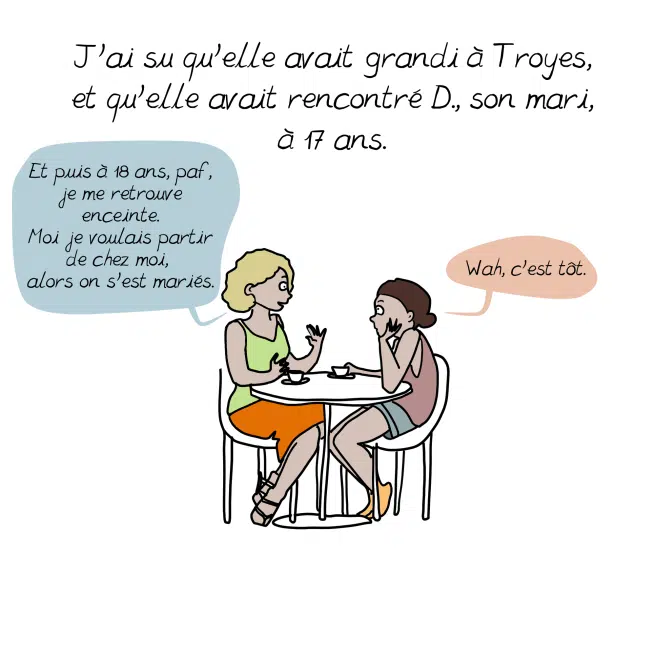 J'ai su qu'elle avait grandi à Troyes,
et qu'elle avait rencontré D., son mari,
à 17 ans.
Et puis à 18 ans, paf,
je me retrouve
enceinte.
Moi je voulais partir
de chez moi,
alors on s'est mariés.
Wah, c'est tôt.